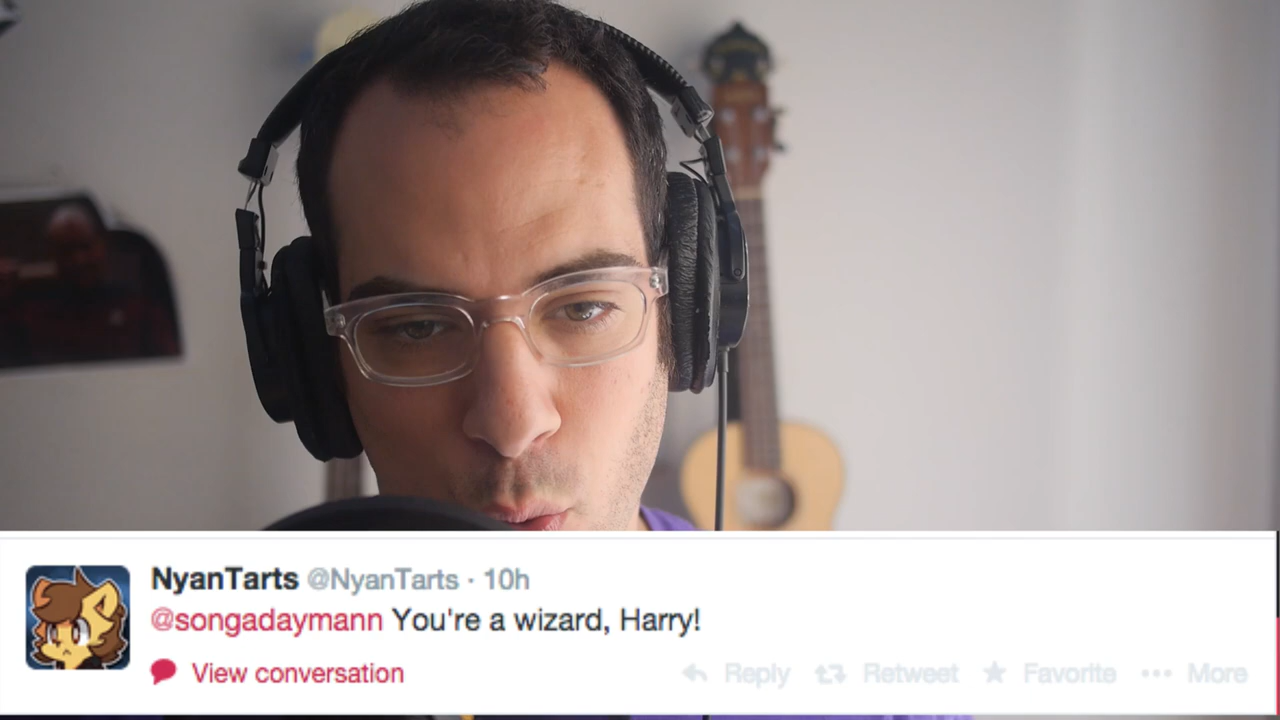 NyanTarts @NyanTarts · 10h
@songadaymann You're a wizard, Harry!
View conversation Reply Retweet Favorite More